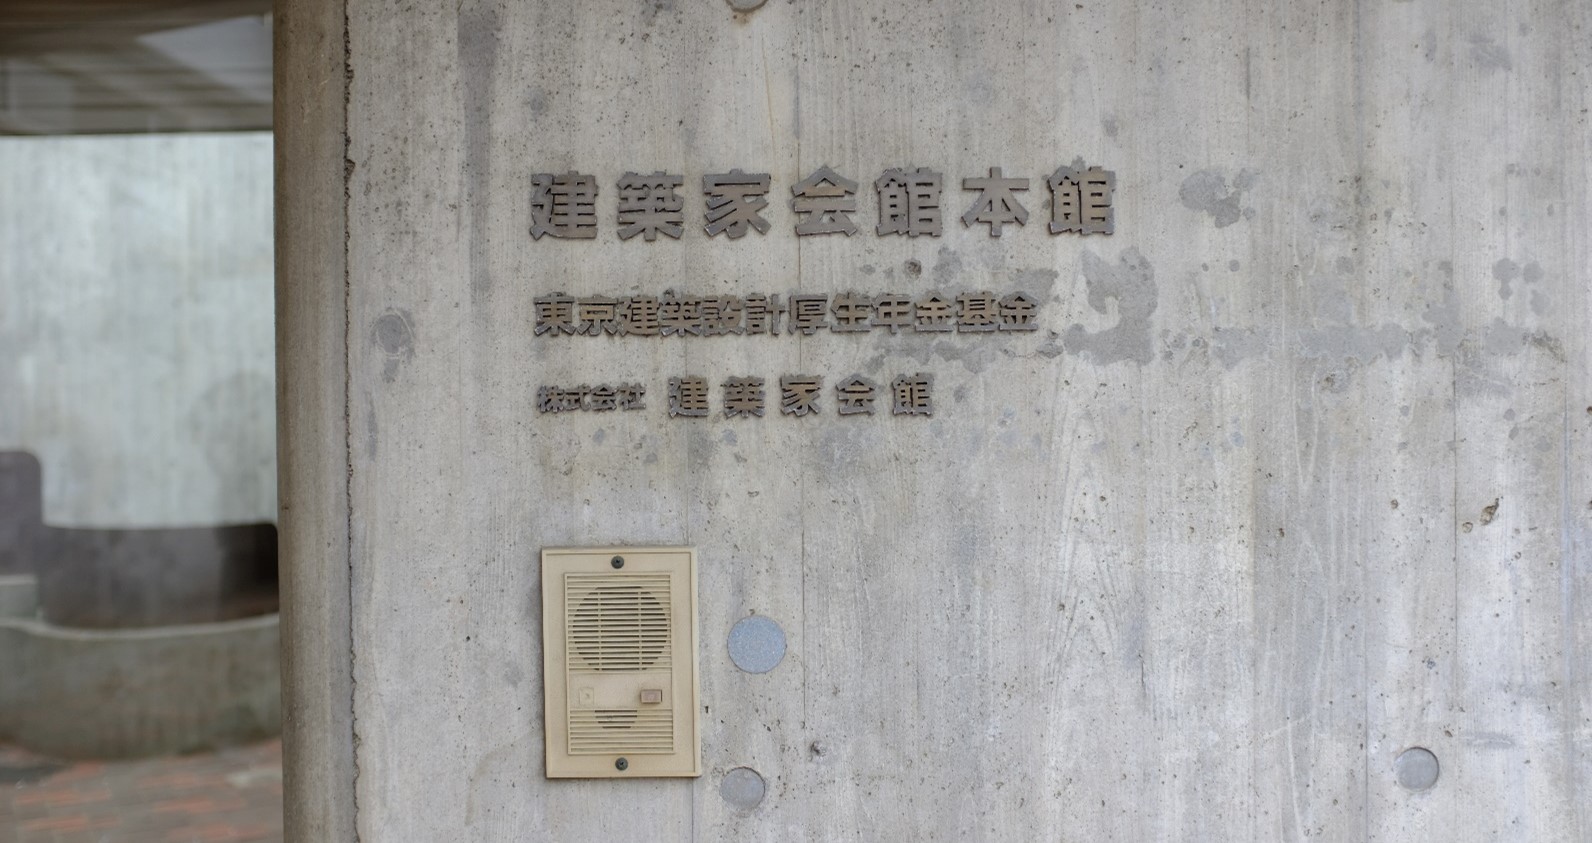 建築家会館本館
東京建築設計厚生年金基金
株式会社 建築家会館